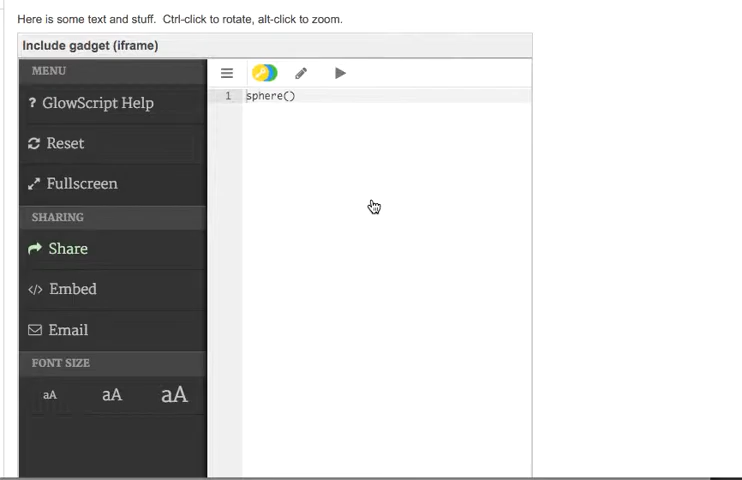 Here is some text and stuff.  Ctrl-click to rotate, alt-click to zoom.
Include gadget (iframe)
MENU
? GlowScript Help
Reset
Fullscreen
SHARING
Share
</> Embed
Email
FONT SIZE
aA aA aA
1 sphere()